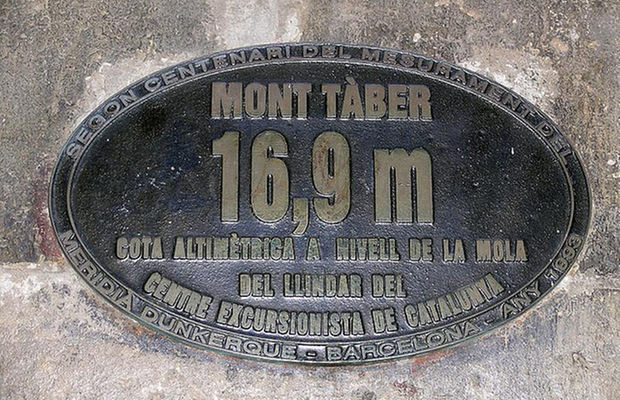 SEGON CENTENARI DEL MESURAMENT DEL
MONT TÀBER
16,9 m
COTA ALTIMÈTRICA A NIVELL DE LA MOLA
DEL LLINDAR DEL
CENTRE EXCURSIONISTA DE CATALUNYA
MERIDIÀ DUNKERQUE - BARCELONA - ANY 1993